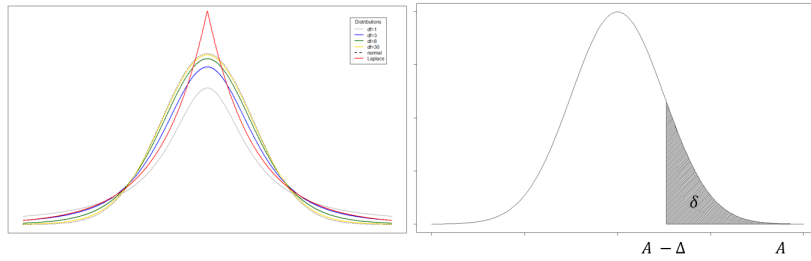 Distributions
df=1
df=3
df=8
df=30
normal
Laplace
δ
A − Δ
A